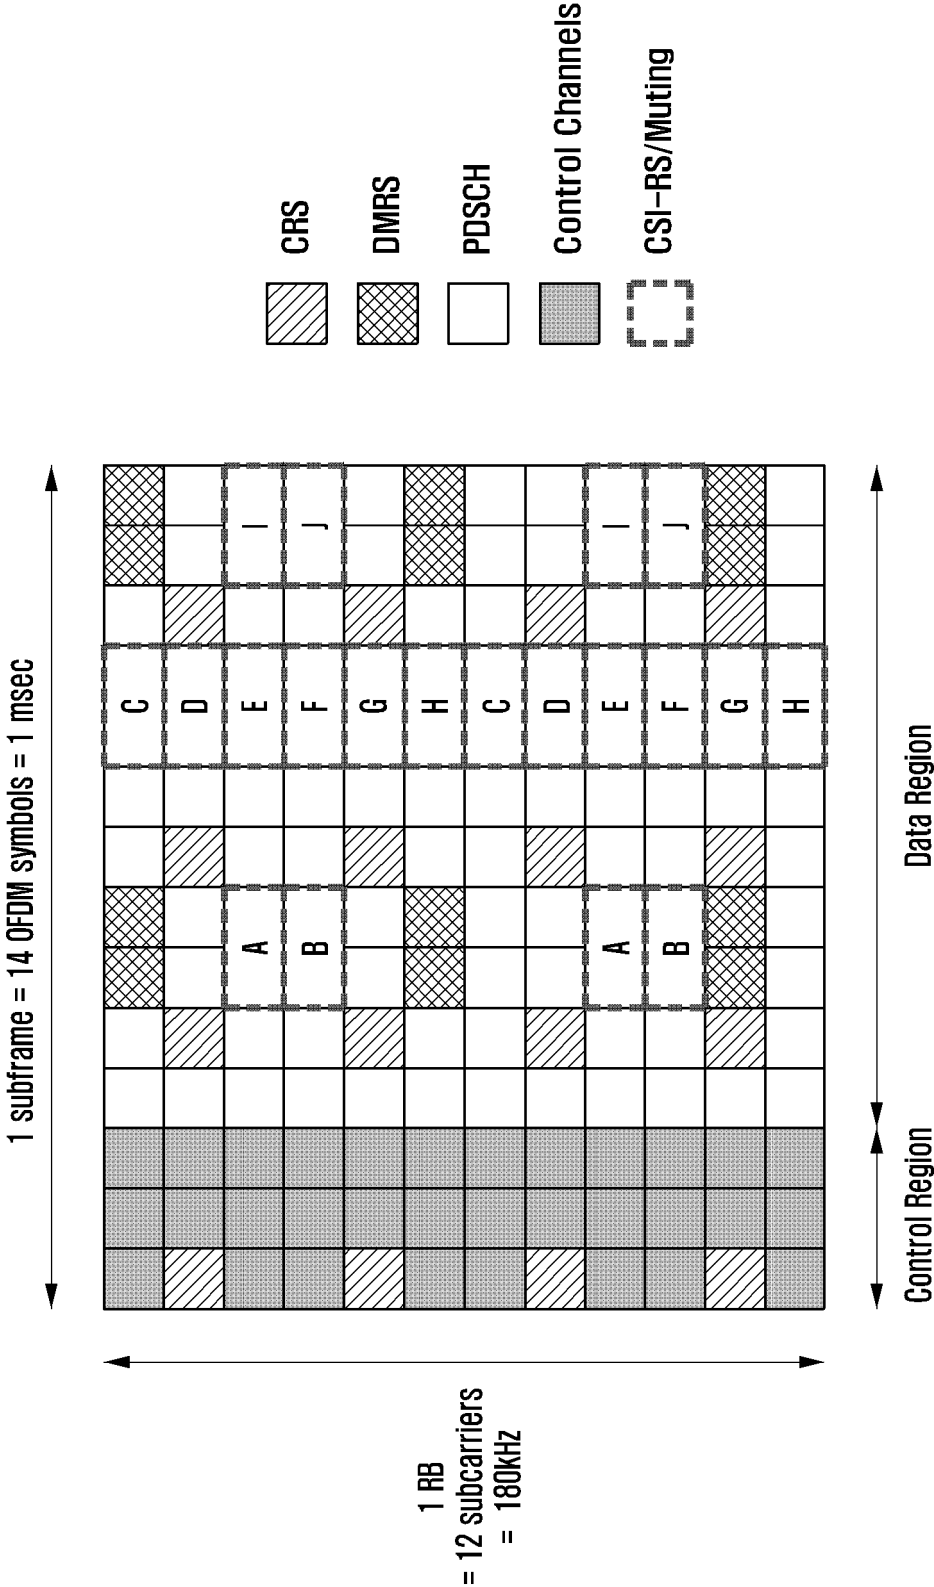 1 subframe = 14 OFDM symbols = 1 msec
1 RB
= 12 subcarriers
= 180kHz
C
D
A E I
B F J
G
H
C
D
A E I
B F J
G
H
Control Region
Data Region
CRS
DMRS
PDSCH
Control Channels
CSI-RS/Muting